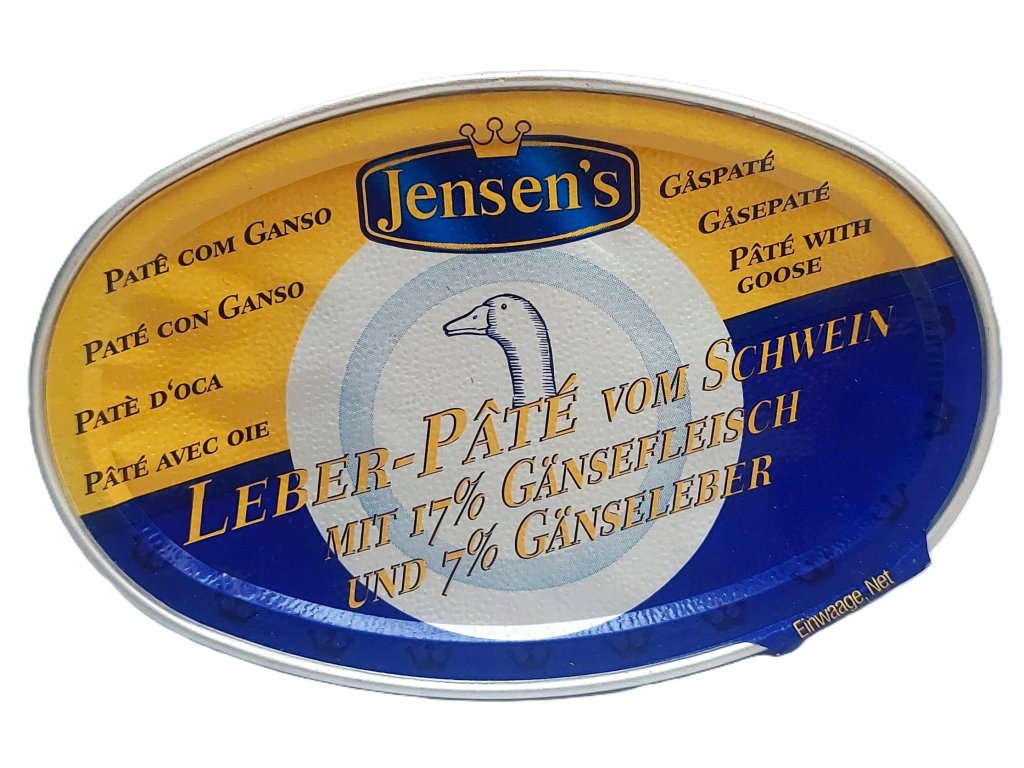 Jensen's
PATÊ COM GANSO
PATÉ CON GANSO
PATÈ D'OCA
PÂTÉ AVEC OIE
GÅSPATÉ
GÅSEPATÉ
PÂTÉ WITH
GOOSE
LEBER-PÂTÉ VOM SCHWEIN
MIT 17% GÄNSEFLEISCH
UND 7% GÄNSELEBER
Einwaage. Net